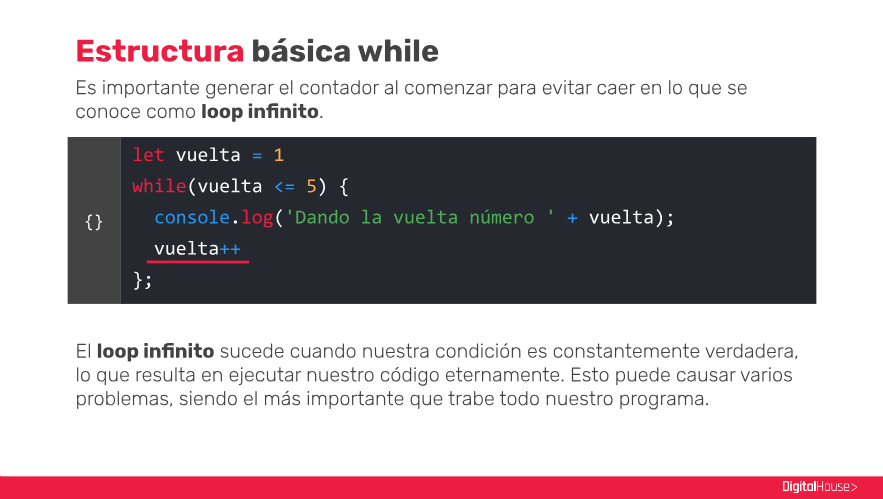 Estructura básica while
Es importante generar el contador al comenzar para evitar caer en lo que se
conoce como loop infinito.
let vuelta = 1
while(vuelta <= 5) {
{}
console.log('Dando la vuelta número ' + vuelta);
vuelta++
};
El loop infinito sucede cuando nuestra condición es constantemente verdadera,
lo que resulta en ejecutar nuestro código eternamente. Esto puede causar varios
problemas, siendo el más importante que trabe todo nuestro programa.
DigitalHouse>